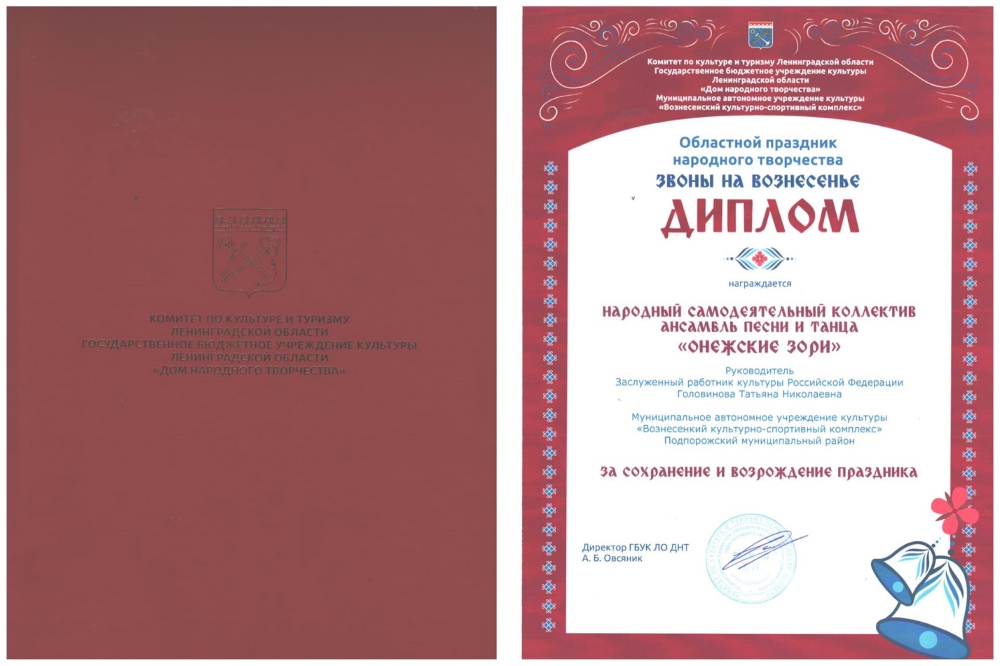 КОМИТЕТ ПО КУЛЬТУРЕ И ТУРИЗМУ
ЛЕНИНГРАДСКОЙ ОБЛАСТИ
ГОСУДАРСТВЕННОЕ БЮДЖЕТНОЕ УЧРЕЖДЕНИЕ КУЛЬТУРЫ
ЛЕНИНГРАДСКОЙ ОБЛАСТИ
«ДОМ НАРОДНОГО ТВОРЧЕСТВА»
Комитет по культуре и туризму Ленинградской области
Государственное бюджетное учреждение культуры
Ленинградской области
«Дом народного творчества»
Муниципальное автономное учреждение культуры
«Вознесенский культурно-спортивный комплекс»
Областной праздник
народного творчества
ЗВОНЫ НА ВОЗНЕСЕНЬЕ
ДИПЛОМ
награждается
НАРОДНЫЙ САМОДЕЯТЕЛЬНЫЙ КОЛЛЕКТИВ
АНСАМБЛЬ ПЕСНИ И ТАНЦА
«ОНЕЖСКИЕ ЗОРИ»
Руководитель
Заслуженный работник культуры Российской Федерации
Головинова Татьяна Николаевна
Муниципальное автономное учреждение культуры
«Вознесенкий культурно-спортивный комплекс»
Подпорожский муниципальный район
ЗА СОХРАНЕНИЕ И ВОЗРОЖДЕНИЕ ПРАЗДНИКА
Директор ГБУК ЛО ДНТ
А. Б. Овсяник